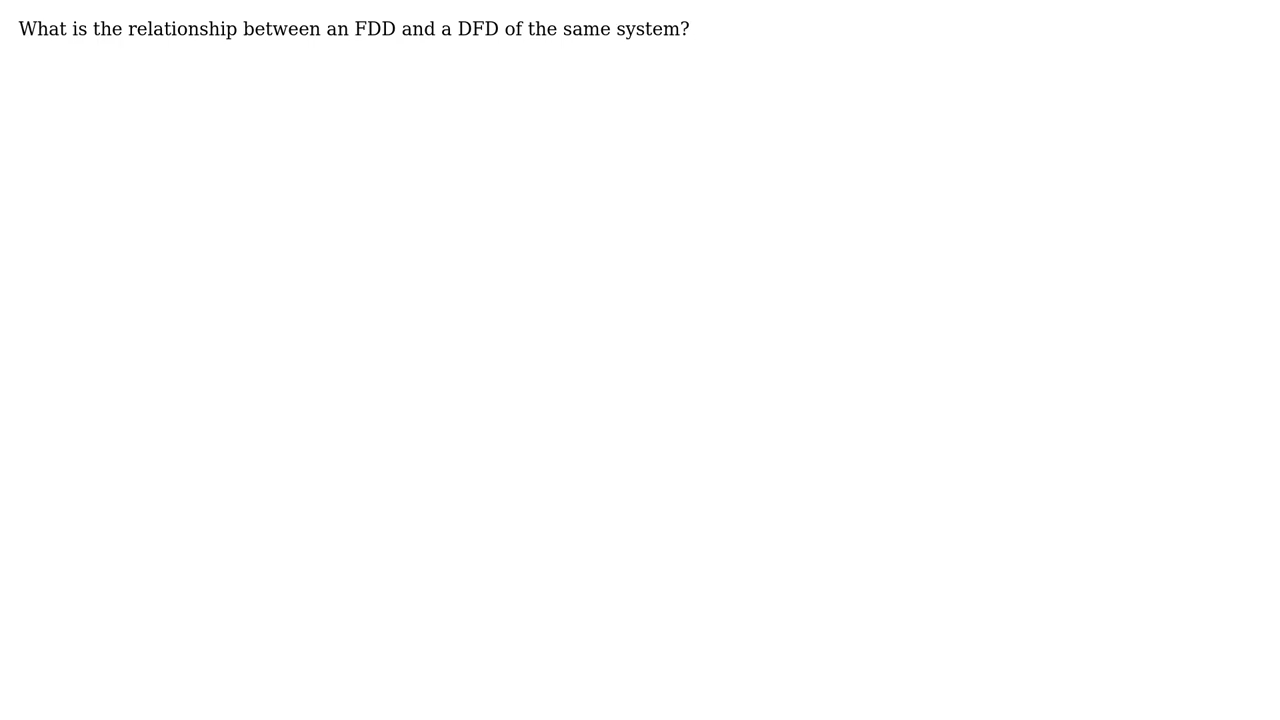 What is the relationship between an FDD and a DFD of the same system?